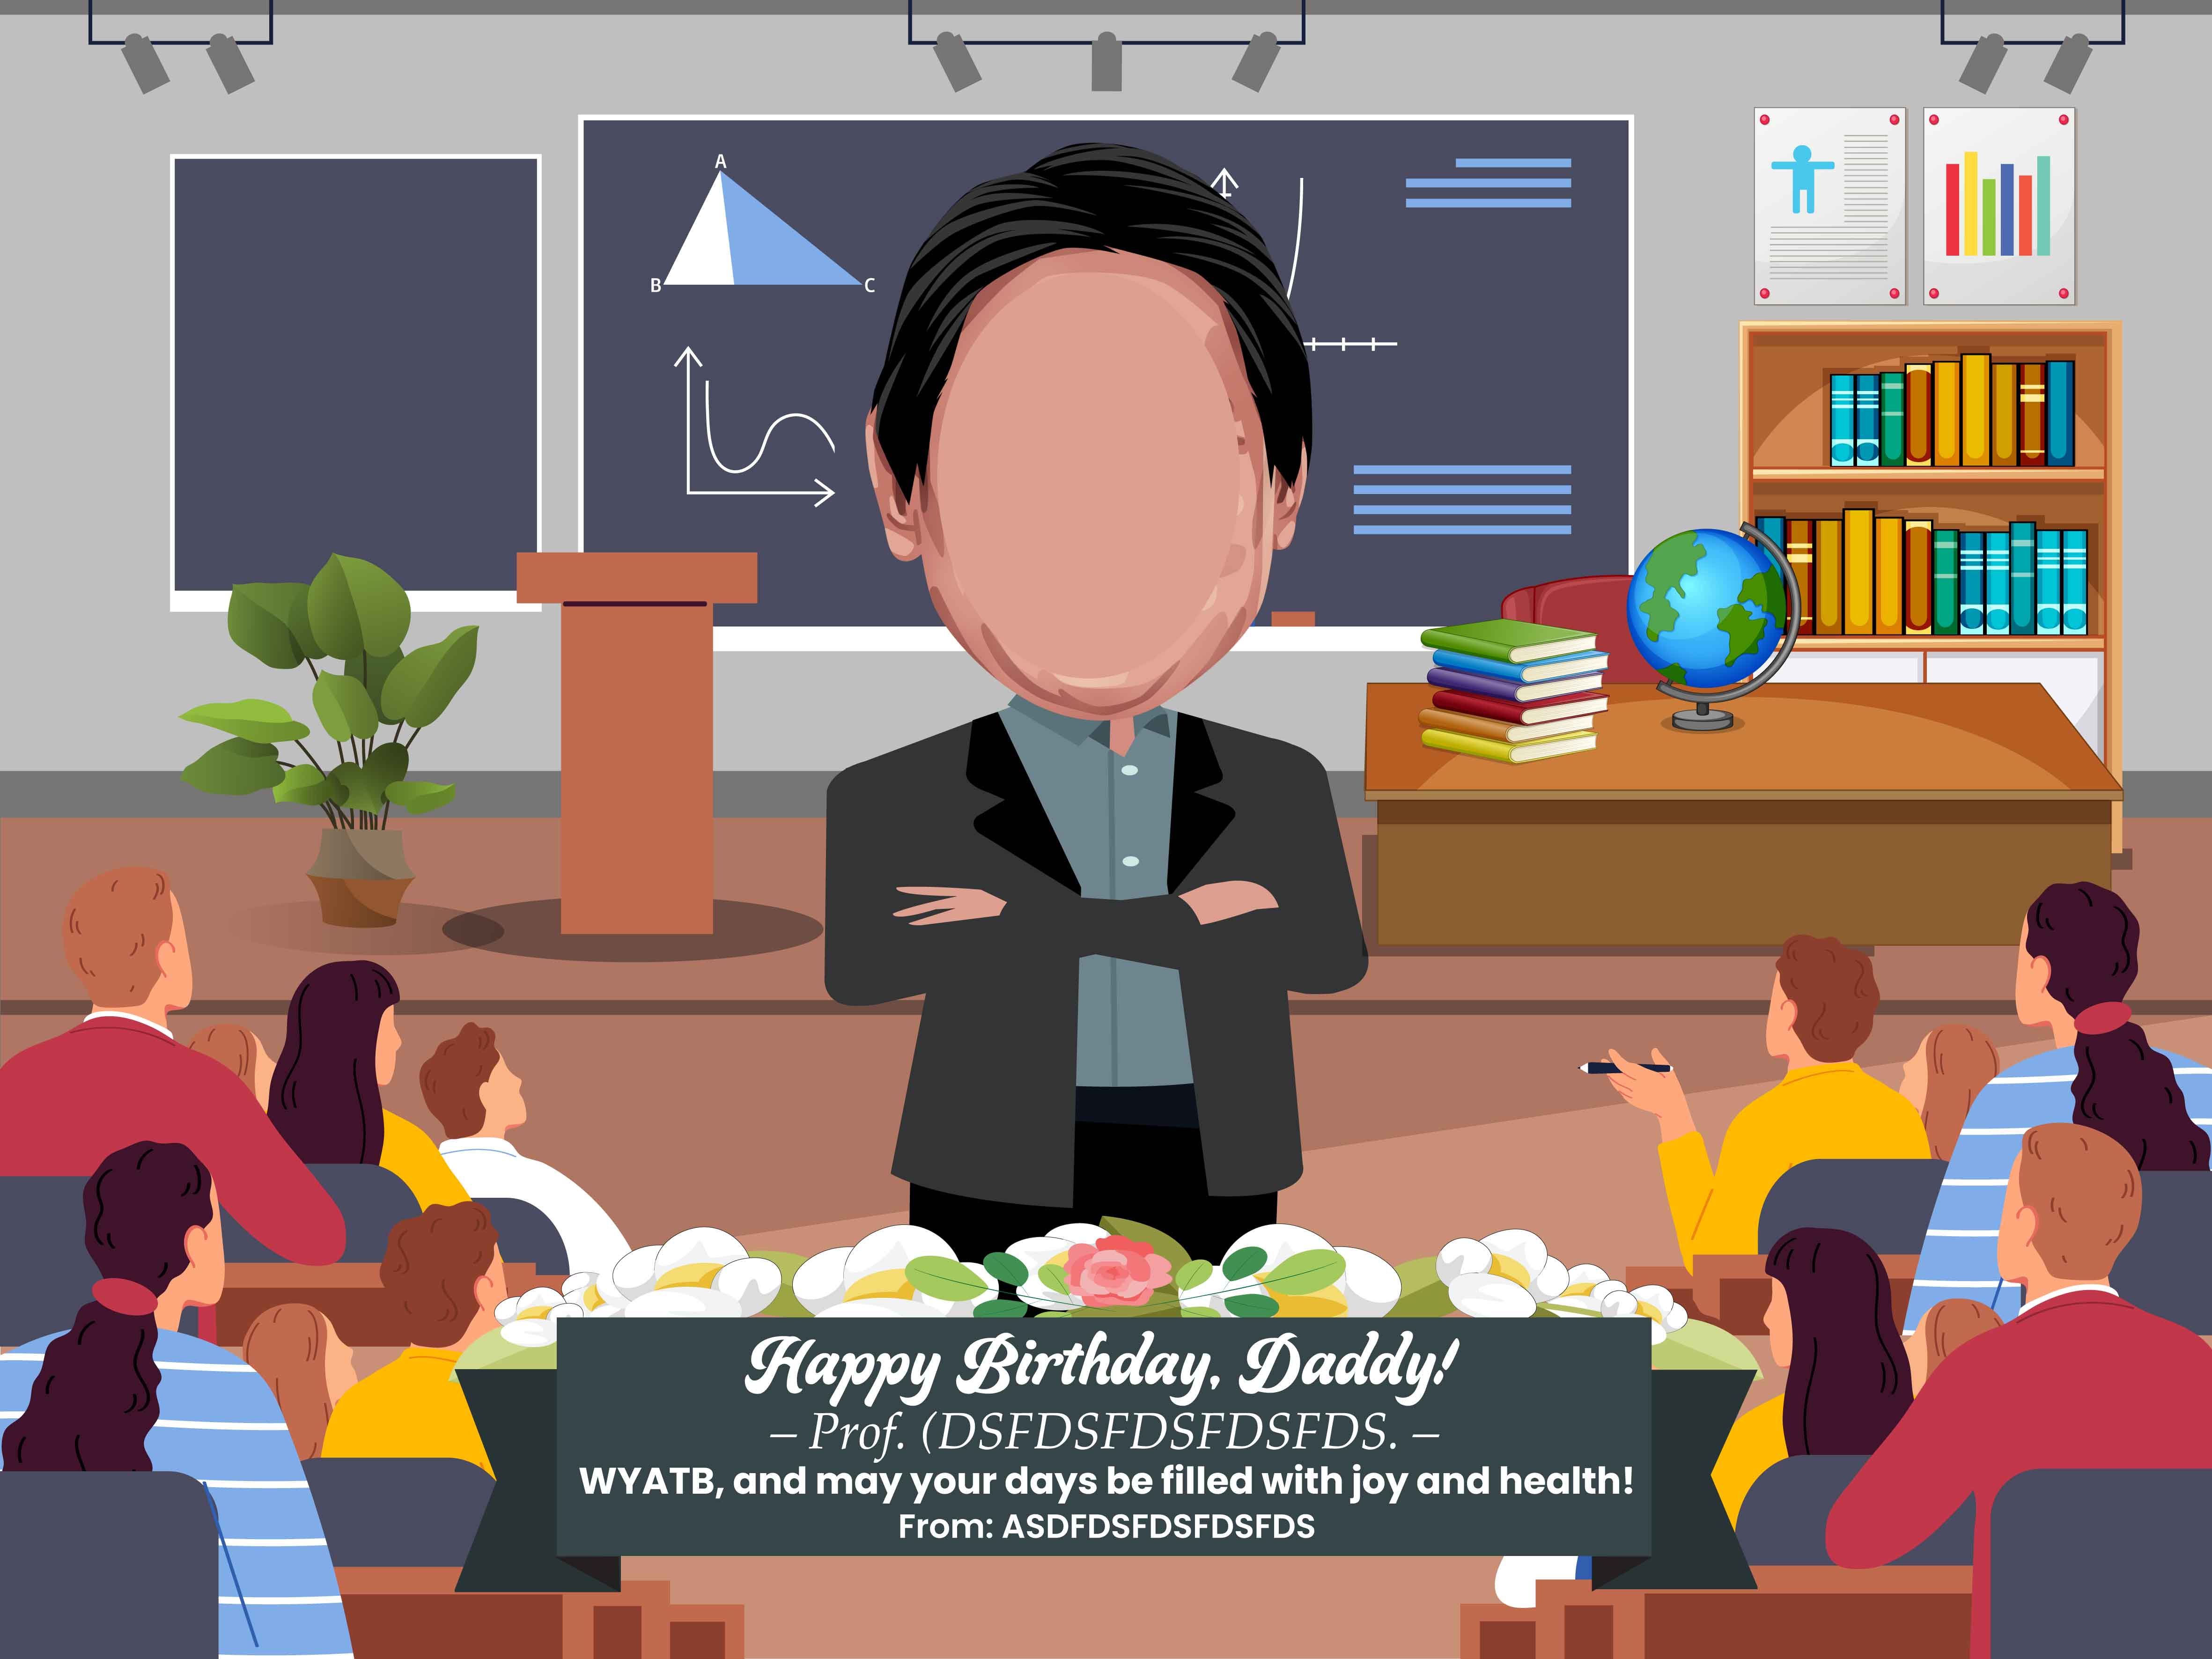 A
B
C
Happy Birthday, Daddy!
– Prof. (DSFDSFDSFDSFDS. –
WYATB, and may your days be filled with joy and health!
From: ASDFDSFDSFDSFDS